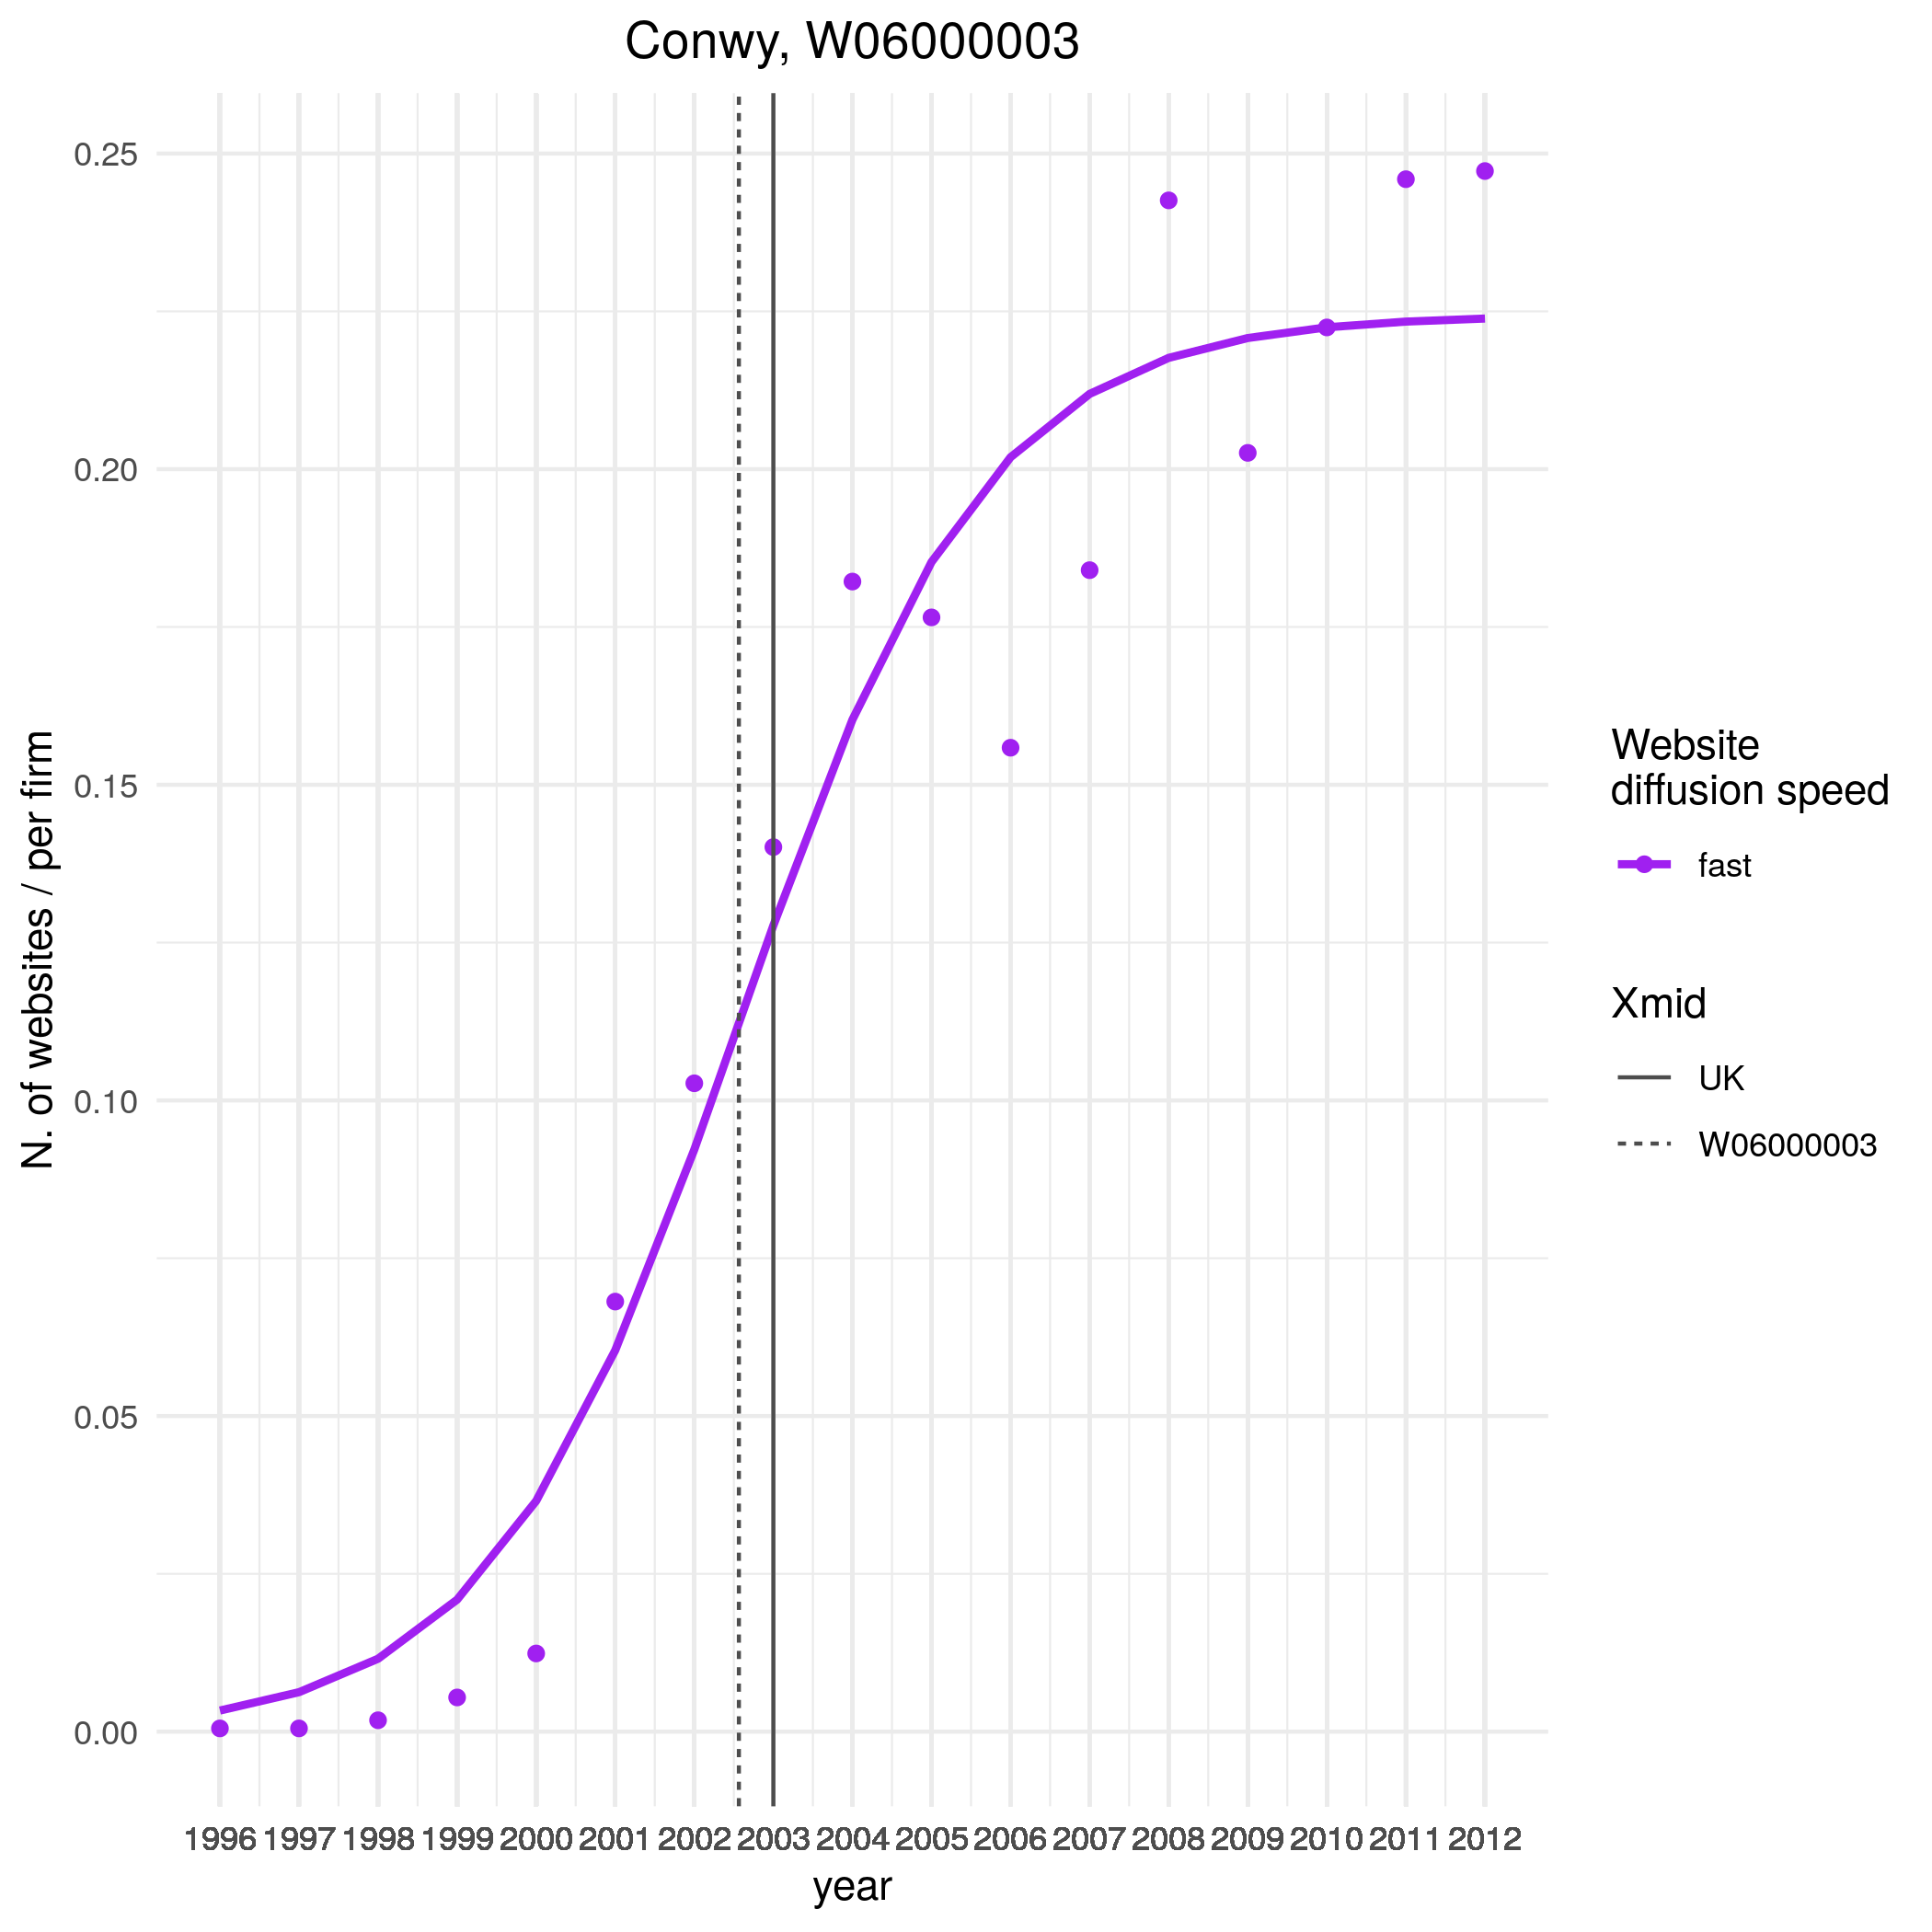 Conwy, W06000003
0.25
0.20
0.15
0.10
0.05
0.00
N. of websites / per firm
1996 1997 1998 1999 2000 2001 2002 2003 2004 2005 2006 2007 2008 2009 2010 2011 2012
year
Website
diffusion speed
fast
Xmid
UK
W06000003